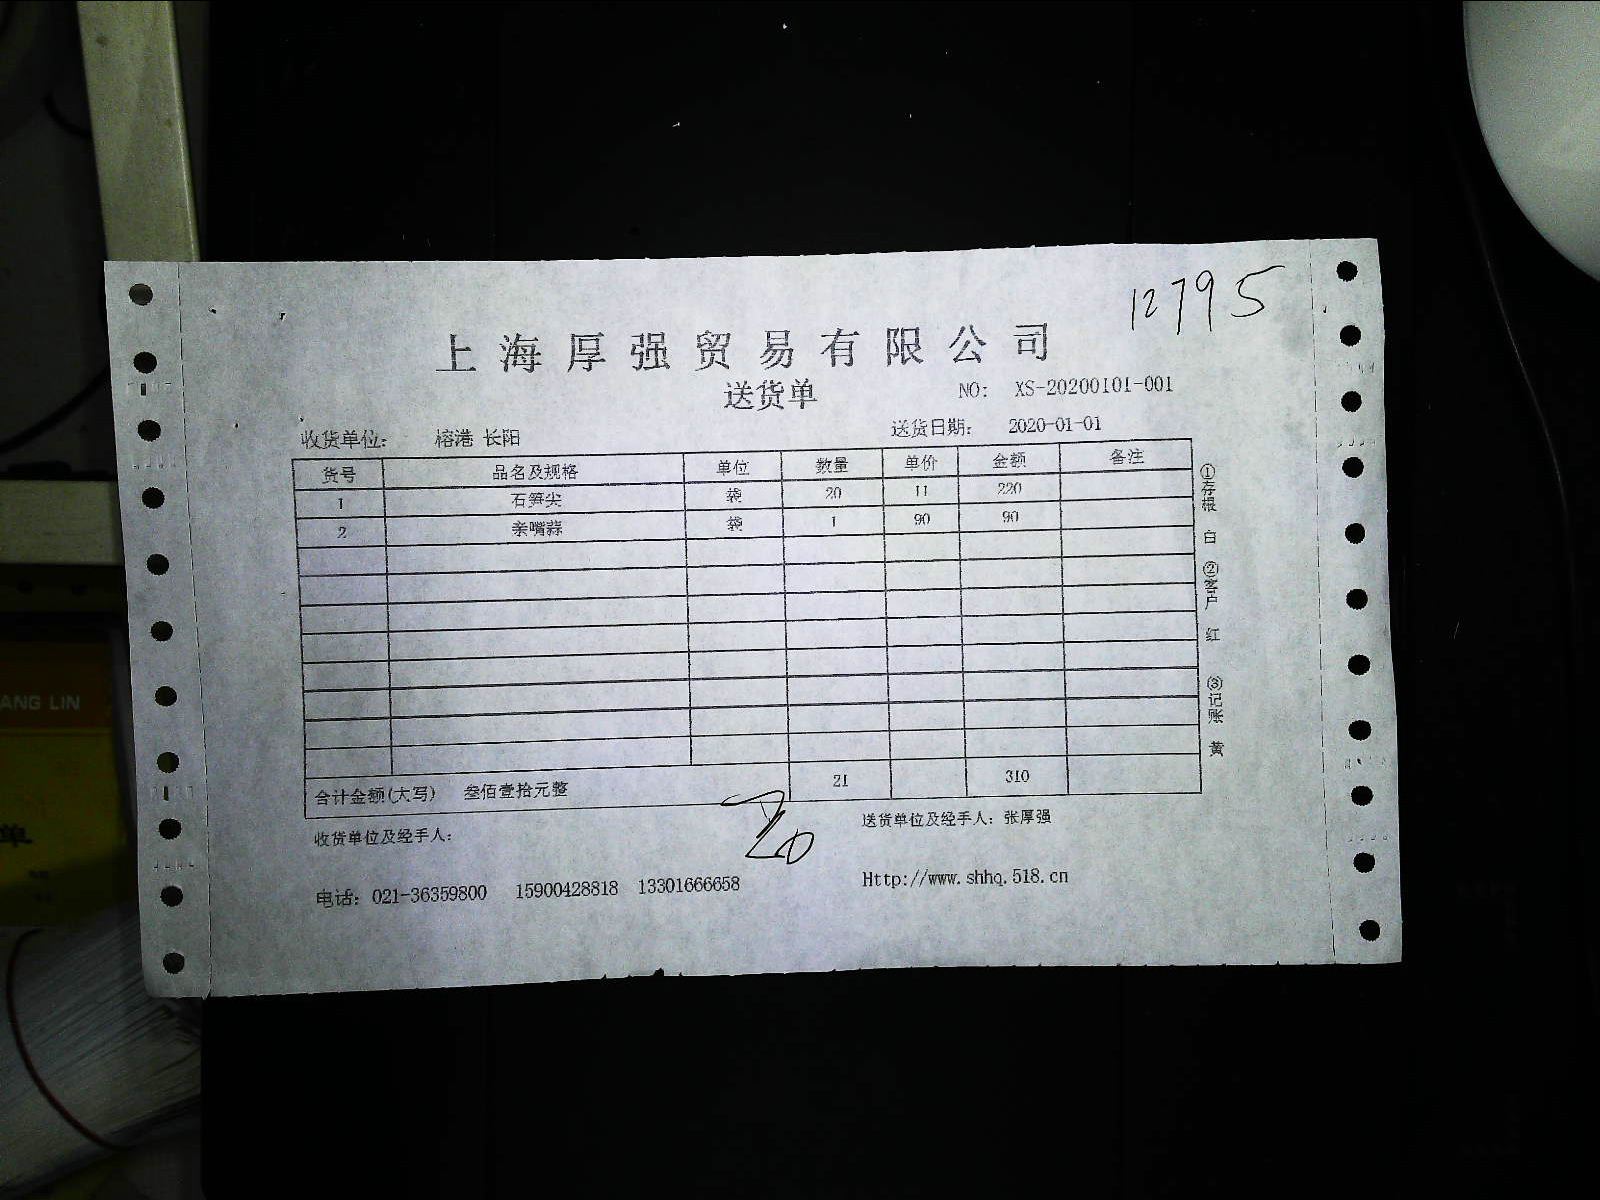 12795
上海厚强贸易有限公司
送货单
NO: XS-20200101-001
收货单位: 榕港 长阳
送货日期: 2020-01-01
货号 品名及规格 单位 数量 单价 金额 备注
1 石笋尖 袋 20 11 220
2 亲嘴蒜 袋 1 90 90
合计金额(大写) 叁佰壹拾元整 21 310
收货单位及经手人:
送货单位及经手人: 张厚强
电话: 021-36359800 15900428818 13301666658
Http://www.shhq.518.cn
①存根 白 ②客户 红 ③记账 黄
ANG LIN
单